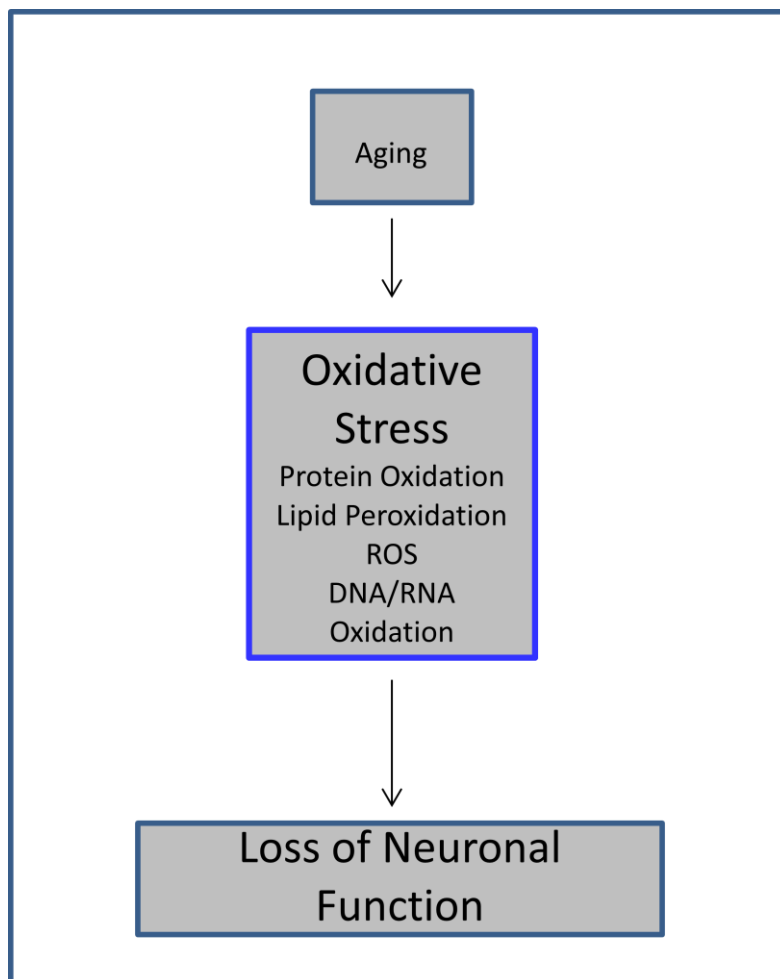 Aging
Oxidative
Stress
Protein Oxidation
Lipid Peroxidation
ROS
DNA/RNA
Oxidation
Loss of Neuronal
Function